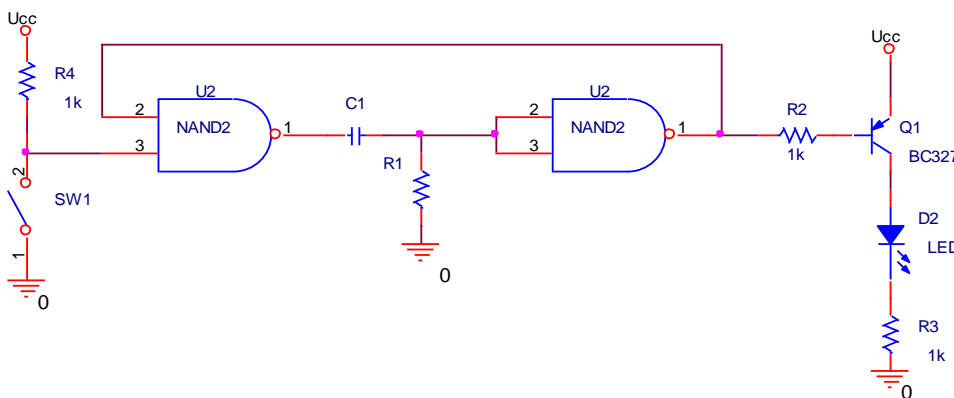 Ucc
R4
1k
2
SW1
1
0
2
3
U2
NAND2
1
C1
R1
0
U2
2
3
NAND2
1
R2
1k
Ucc
Q1
BC327
D2
LED
R3
1k
0